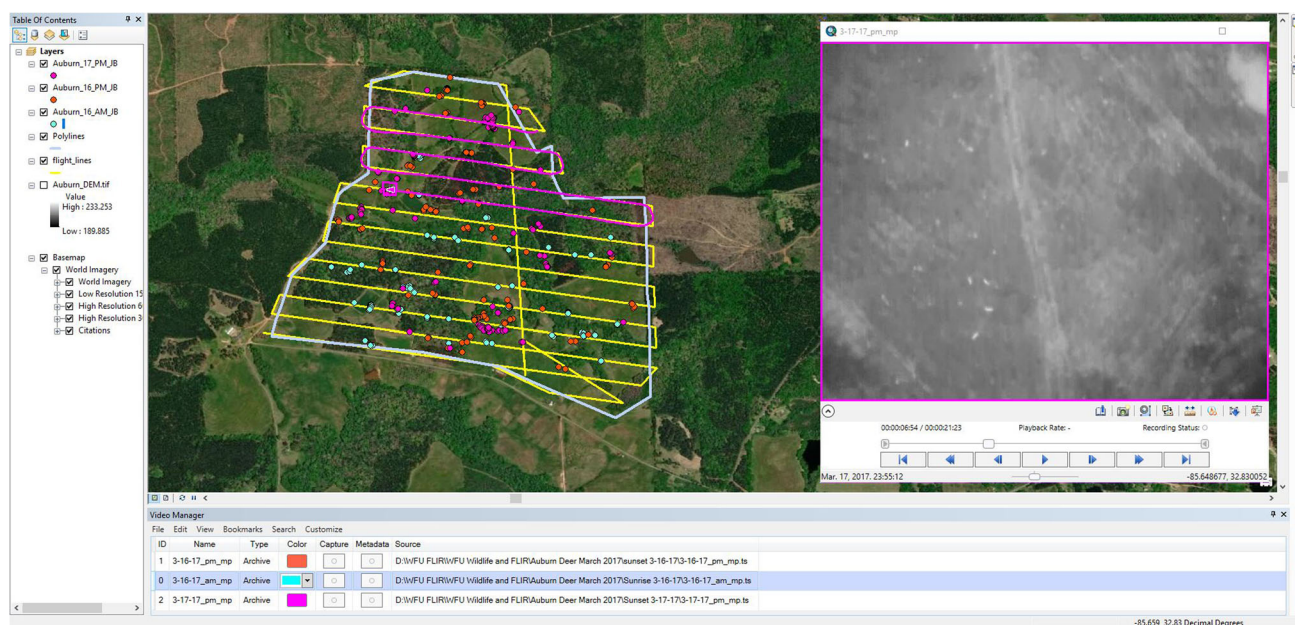 Table Of Contents
Layers
Auburn_17_PM_JB
Auburn_16_PM_JB
Auburn_16_AM_JB
Polylines
flight_lines
Auburn_DEM.tif
Value
High : 233.253
Low : 189.885
Basemap
World Imagery
World Imagery
Low Resolution 15
High Resolution 6
High Resolution 3
Citations
3-17-17_pm_mp
00:00:06:54 / 00:00:21:23 Playback Rate: - Recording Status:
Mar. 17, 2017, 23:55:12 -85.648677, 32.830052
Video Manager
File Edit View Bookmarks Search Customize
ID Name Type Color Capture Metadata Source
1 3-16-17_pm_mp Archive D:\WFU FLIR\WFU Wildlife and FLIR\Auburn Deer March 2017\sunset 3-16-17\3-16-17_pm_mp.ts
0 3-16-17_am_mp Archive D:\WFU FLIR\WFU Wildlife and FLIR\Auburn Deer March 2017\Sunrise 3-16-17\3-16-17_am_mp.ts
2 3-17-17_pm_mp Archive D:\WFU FLIR\WFU Wildlife and FLIR\Auburn Deer March 2017\Sunset 3-17-17\3-17-17_pm_mp.ts
-85.659 32.83 Decimal Degrees